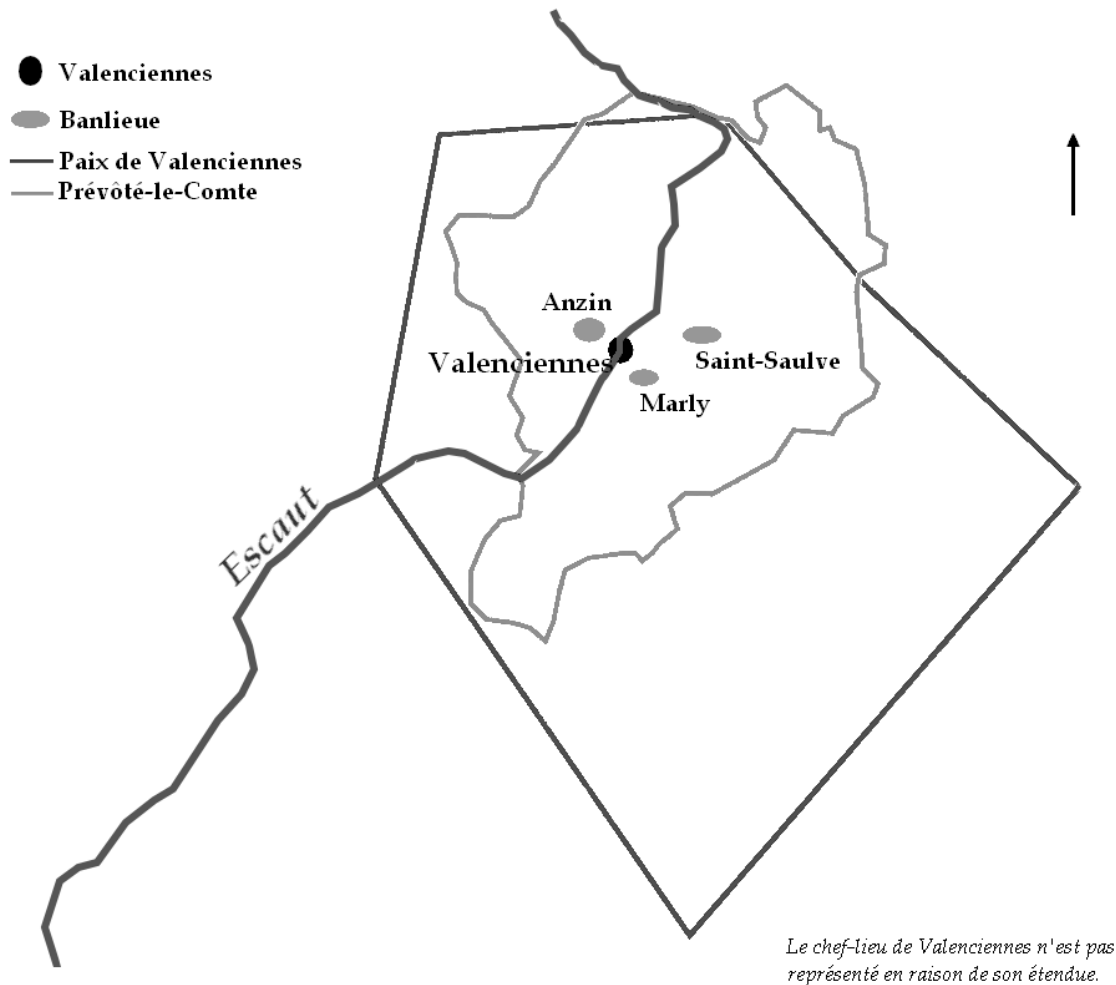 Valenciennes
Banlieue
Paix de Valenciennes
Prévôté-le-Comte
Anzin
Valenciennes
Saint-Saulve
Marly
Escaut
Le chef-lieu de Valenciennes n'est pas
représenté en raison de son étendue.